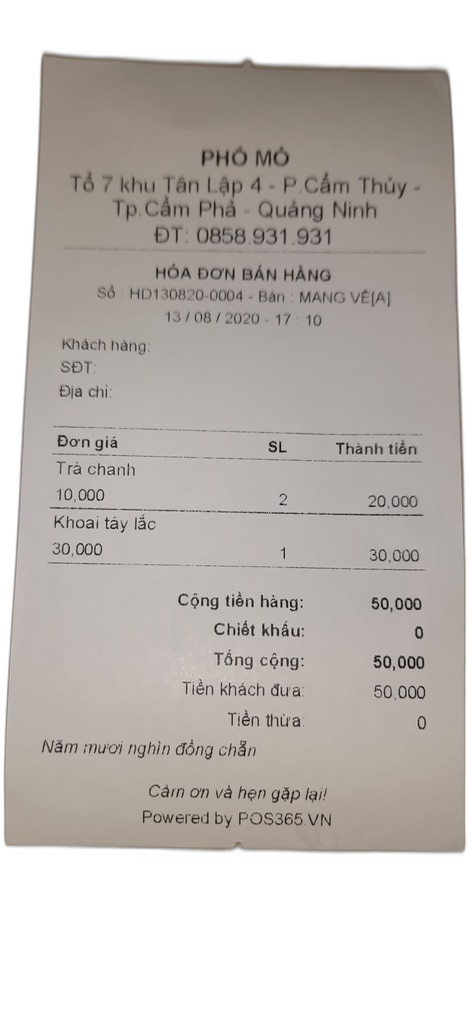 PHÓ MỎ
Tổ 7 khu Tân Lập 4 - P.Cẩm Thủy -
Tp.Cẩm Phả - Quảng Ninh
ĐT: 0858.931.931
HÓA ĐƠN BÁN HÀNG
Số : HD130820-0004 - Bàn : MANG VỀ[A]
13 / 08 / 2020 - 17 : 10
Khách hàng:
SĐT:
Địa chỉ:
Đơn giá SL Thành tiền
Trà chanh
10,000 2 20,000
Khoai tây lắc
30,000 1 30,000
Cộng tiền hàng: 50,000
Chiết khấu: 0
Tổng cộng: 50,000
Tiền khách đưa: 50,000
Tiền thừa: 0
Năm mươi nghìn đồng chẵn
Cảm ơn và hẹn gặp lại!
Powered by POS365.VN